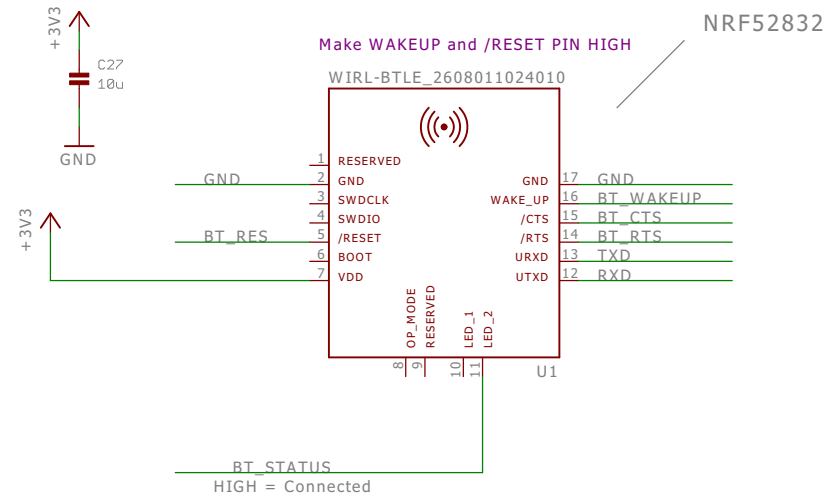 NRF52832
+3V3
C27
10u
GND
Make WAKEUP and /RESET PIN HIGH
WIRL-BTLE_2608011024010
1 RESERVED
GND 2 GND
3 SWDCLK
4 SWDIO
BT_RES 5 /RESET
6 BOOT
+3V3
7 VDD
GND 17 GND
WAKE_UP 16 BT_WAKEUP
/CTS 15 BT_CTS
/RTS 14 BT_RTS
URXD 13 TXD
UTXD 12 RXD
OP_MODE 8
RESERVED 9
LED_1 10
LED_2 11
U1
BT_STATUS
HIGH = Connected